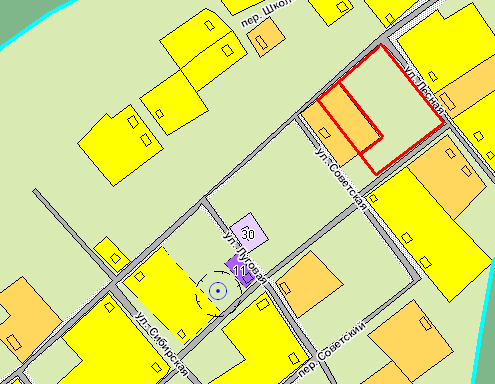 пер. Школ
ул. Лесная
ул. Советская
30
ул. Луговая
11
ул. Сибирская
пер. Советский